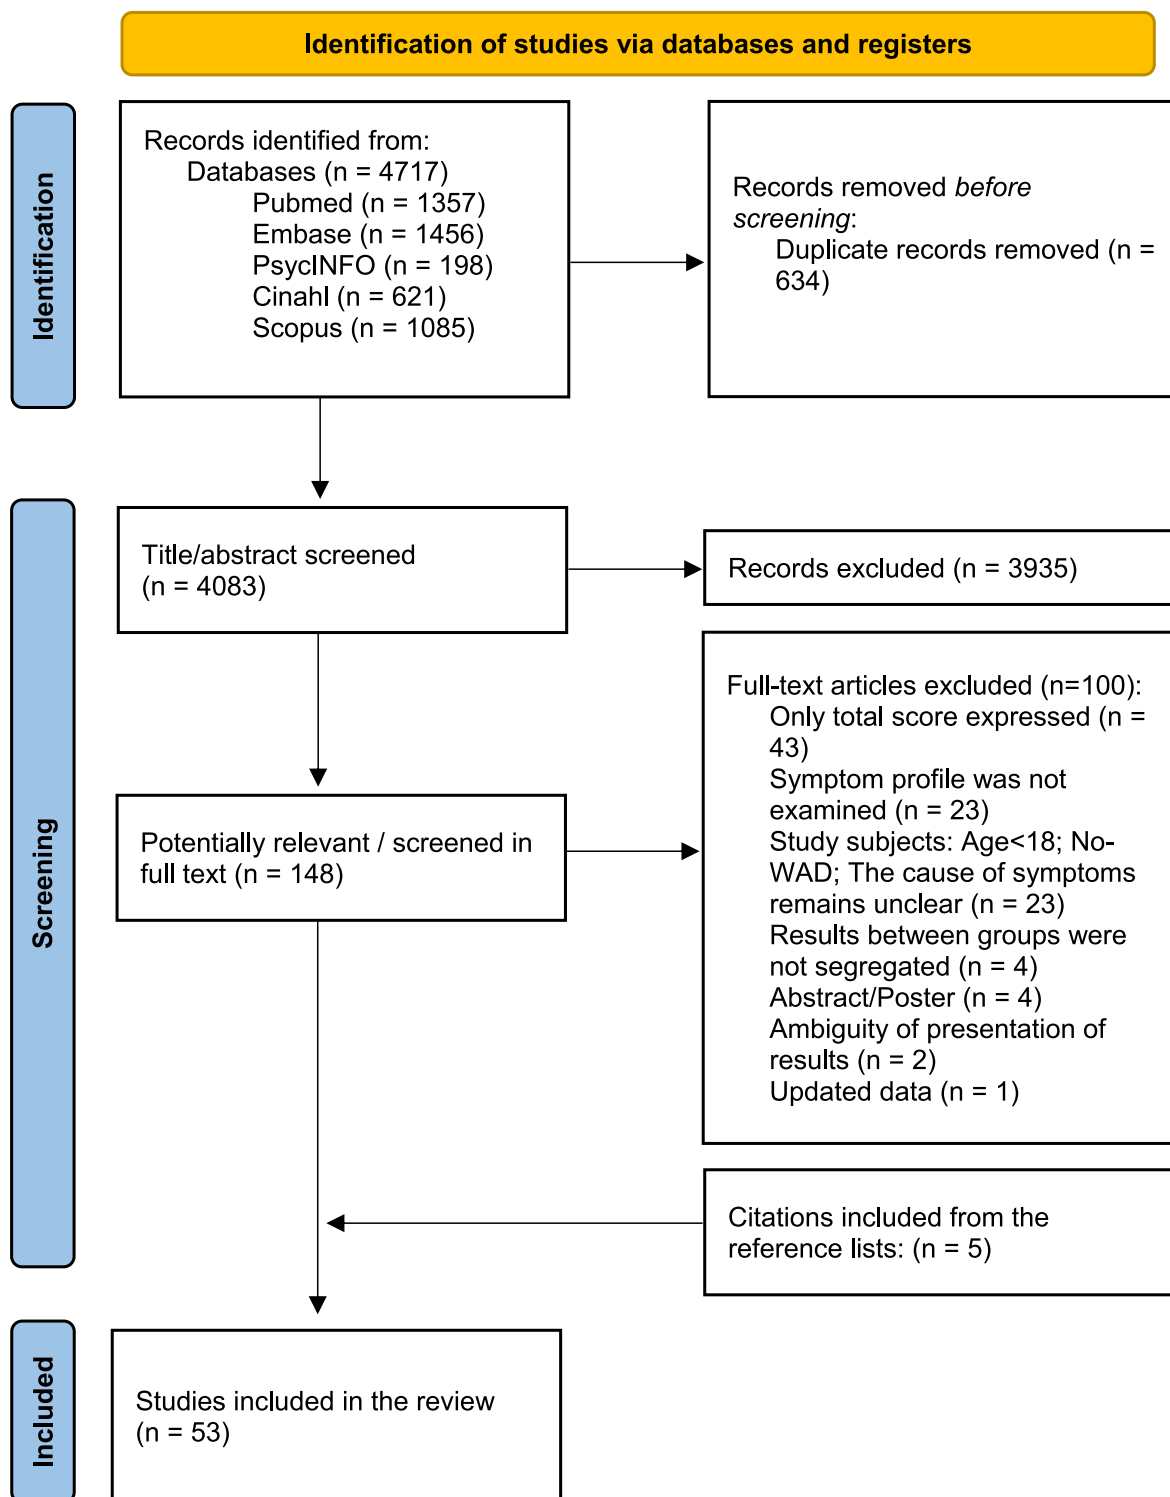 Identification of studies via databases and registers
Identification
Records identified from:
Databases (n = 4717)
Pubmed (n = 1357)
Embase (n = 1456)
PsycINFO (n = 198)
Cinahl (n = 621)
Scopus (n = 1085)
Records removed before
screening:
Duplicate records removed (n =
634)
Screening
Title/abstract screened
(n = 4083)
Records excluded (n = 3935)
Potentially relevant / screened in
full text (n = 148)
Full-text articles excluded (n=100):
Only total score expressed (n =
43)
Symptom profile was not
examined (n = 23)
Study subjects: Age<18; No-
WAD; The cause of symptoms
remains unclear (n = 23)
Results between groups were
not segregated (n = 4)
Abstract/Poster (n = 4)
Ambiguity of presentation of
results (n = 2)
Updated data (n = 1)
Citations included from the
reference lists: (n = 5)
Included
Studies included in the review
(n = 53)